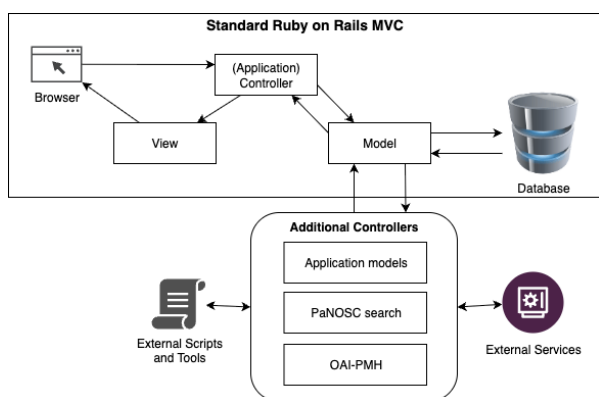 Standard Ruby on Rails MVC
(Application)
Controller
Browser
View
Model
Database
Additional Controllers
Application models
PaNOSC search
OAI-PMH
External Scripts
and Tools
External Services